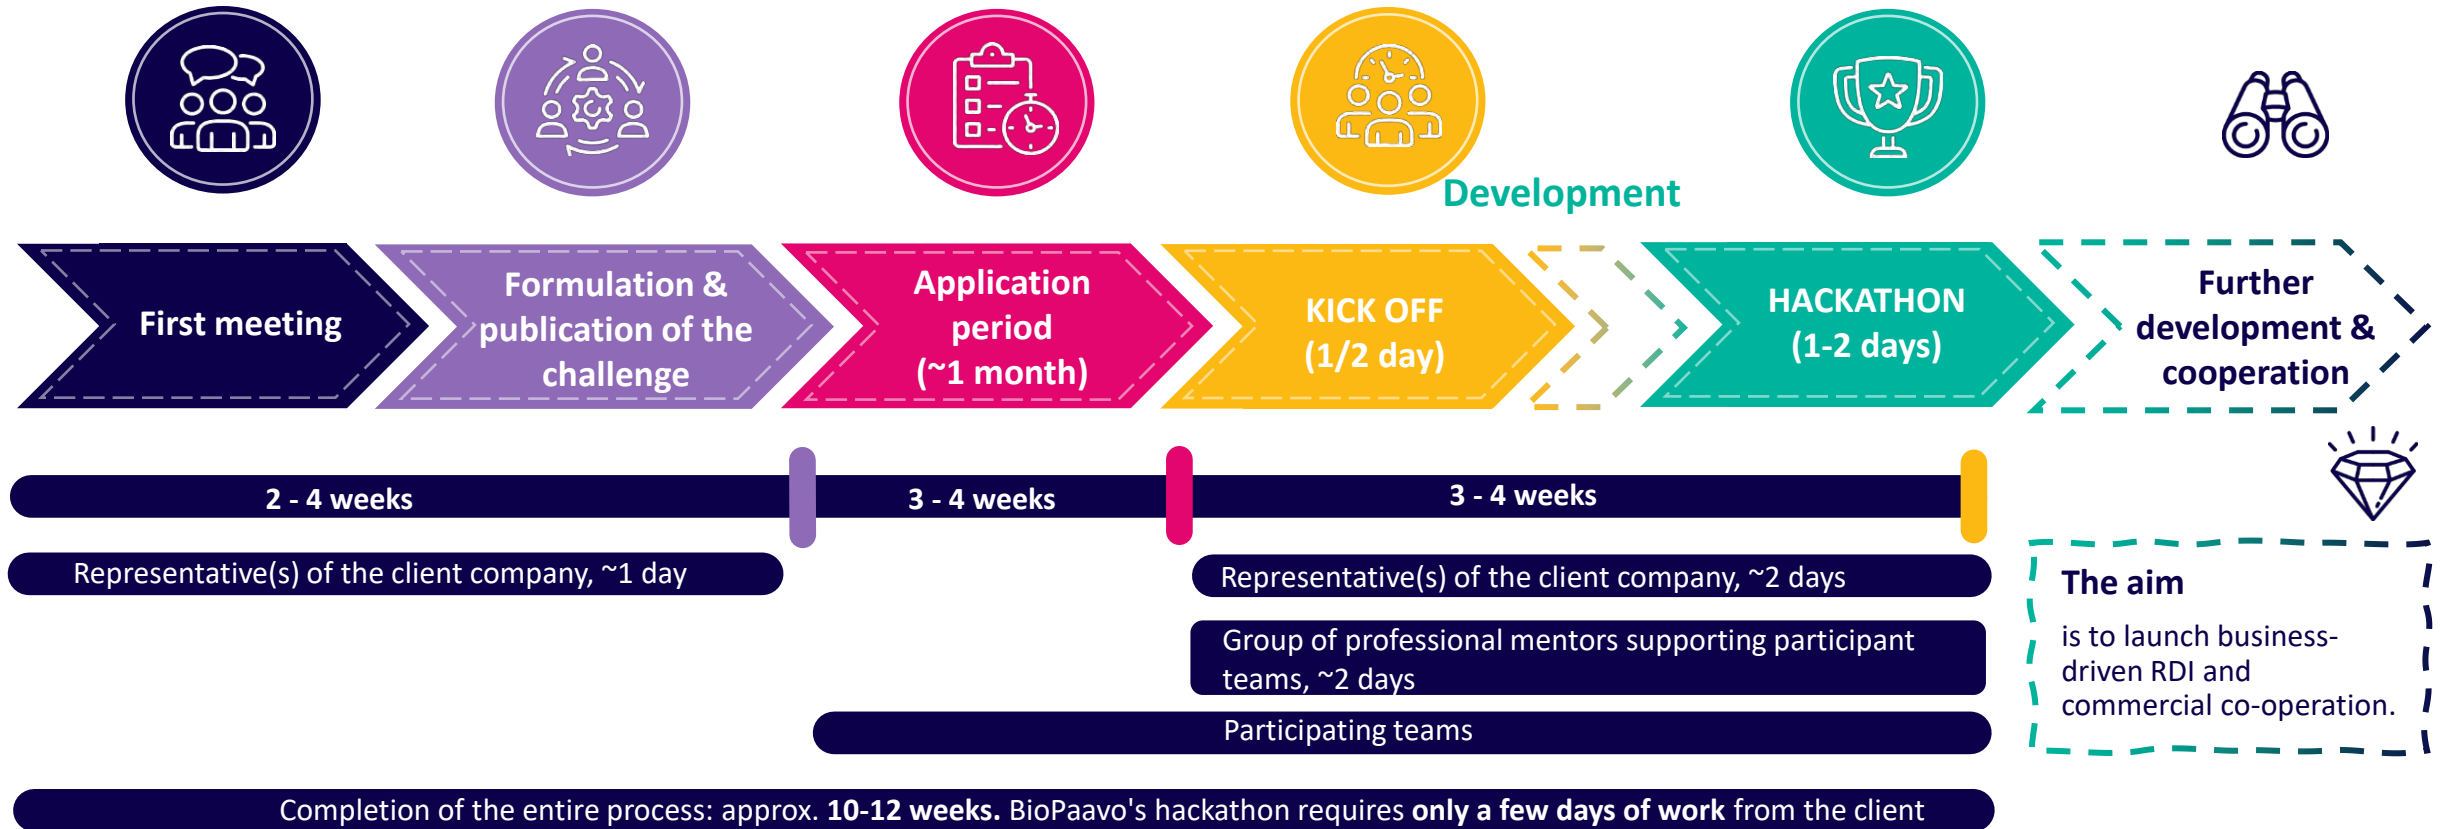 Development
First meeting
Formulation &
publication of the
challenge
Application
period
(~1 month)
KICK OFF
(1/2 day)
HACKATHON
(1-2 days)
Further
development &
cooperation
2 - 4 weeks
3 - 4 weeks
3 - 4 weeks
Representative(s) of the client company, ~1 day
Representative(s) of the client company, ~2 days
Group of professional mentors supporting participant
teams, ~2 days
Participating teams
The aim
is to launch business-
driven RDI and
commercial co-operation.
Completion of the entire process: approx. 10-12 weeks. BioPaavo's hackathon requires only a few days of work from the client